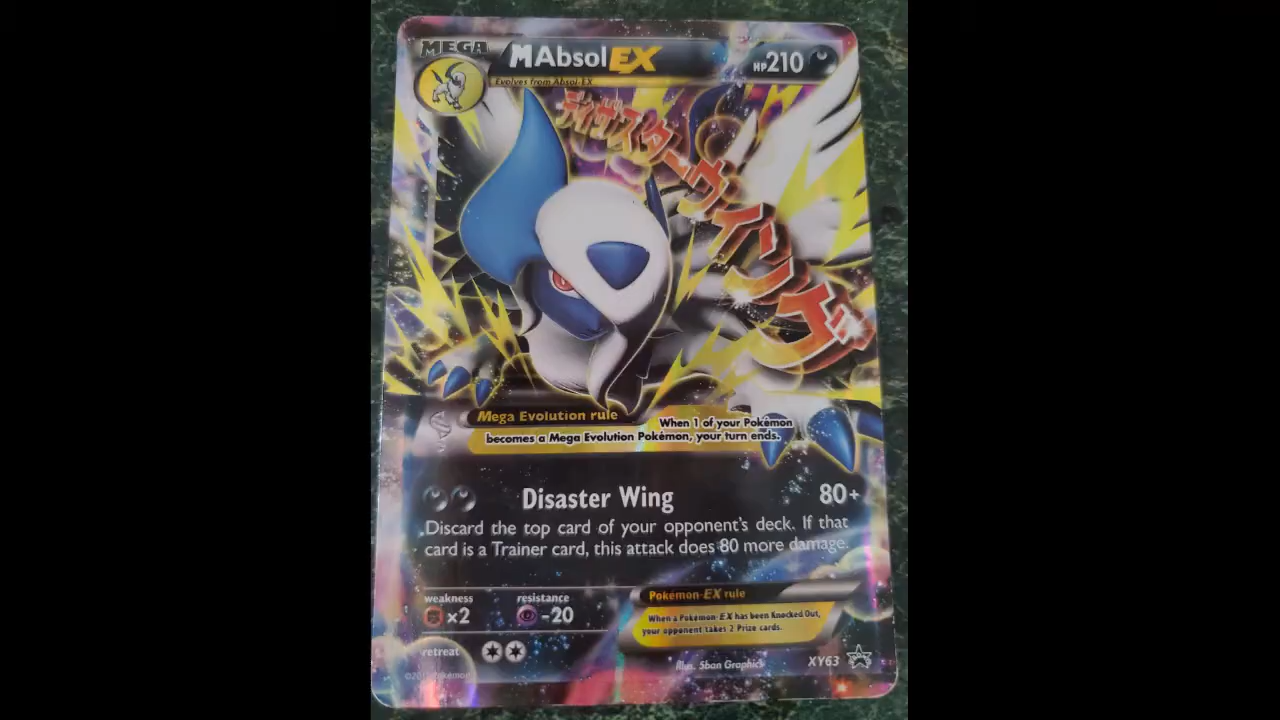 MEGA
M Absol EX
HP 210
Evolves from Absol-EX
ディザスターウイング
Mega Evolution rule
When 1 of your Pokémon
becomes a Mega Evolution Pokémon, your turn ends.
Disaster Wing 80+
Discard the top card of your opponent's deck. If that
card is a Trainer card, this attack does 80 more damage.
weakness resistance
×2 -20
Pokémon-EX rule
When a Pokémon-EX has been Knocked Out,
your opponent takes 2 Prize cards.
retreat
Illus. 5ban Graphics XY63
Pokémon